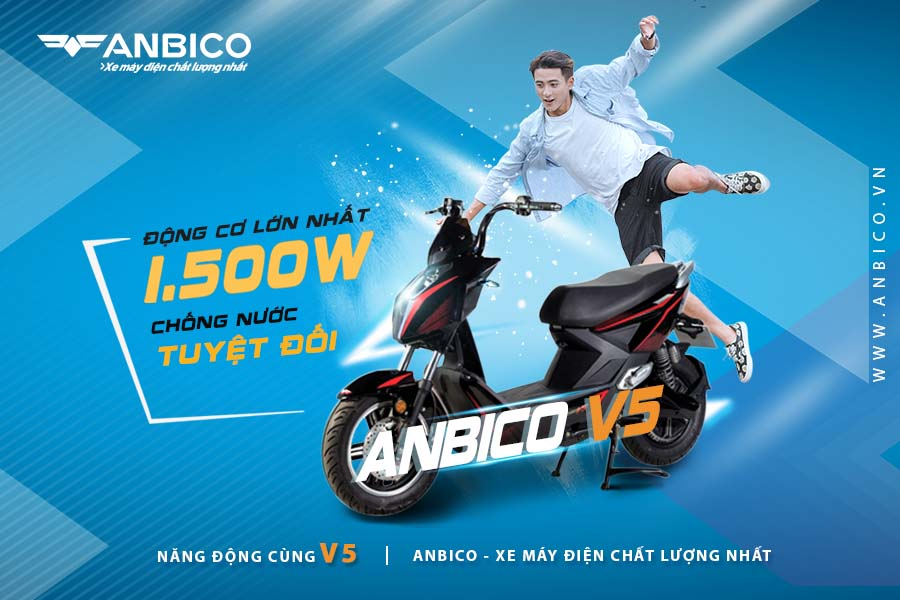 ANBICO
Xe máy điện chất lượng nhất
ĐỘNG CƠ LỚN NHẤT
1.500W
CHỐNG NƯỚC
TUYỆT ĐỐI
ANBICO V5
WWW.ANBICO.VN
NĂNG ĐỘNG CÙNG V5 | ANBICO - XE MÁY ĐIỆN CHẤT LƯỢNG NHẤT